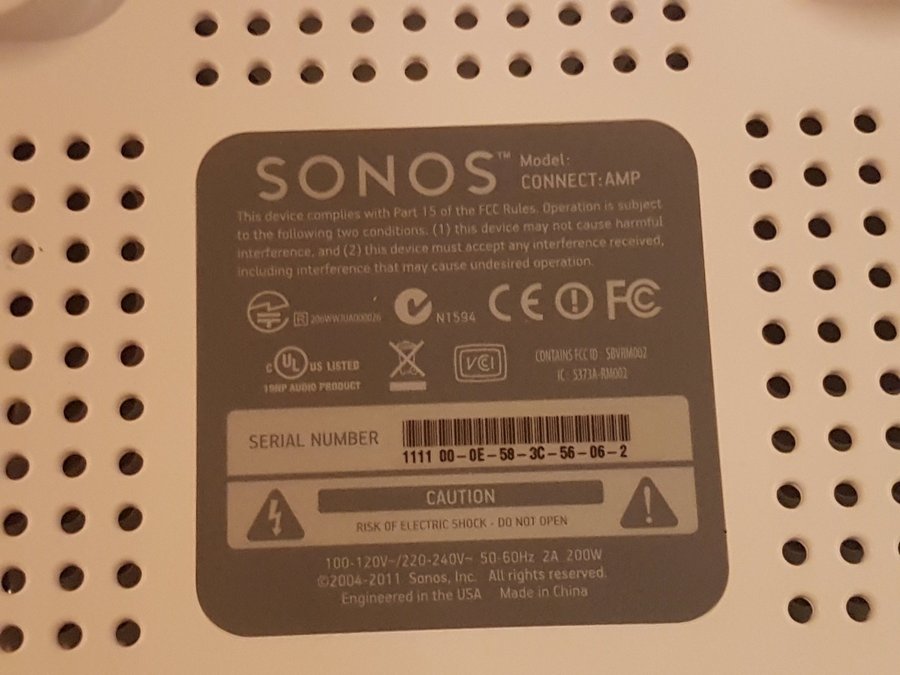 SONOS™ Model:
CONNECT:AMP
This device complies with Part 15 of the FCC Rules. Operation is subject
to the following two conditions. (1) this device may not cause harmful
interference, and (2) this device must accept any interference received,
including interference that may cause undesired operation.
R N1594 CE FC
C UL US LISTED VCI CONTAINS FCC ID : SBVRM002
19RP AUDIO PRODUCT IC : 5373A-RM002
SERIAL NUMBER
1111 00-0E-58-3C-56-06-2
CAUTION
RISK OF ELECTRIC SHOCK - DO NOT OPEN
100-120V~/220-240V~ 50-60Hz 2A 200W
©2004-2011 Sonos, Inc. All rights reserved.
Engineered in the USA Made in China